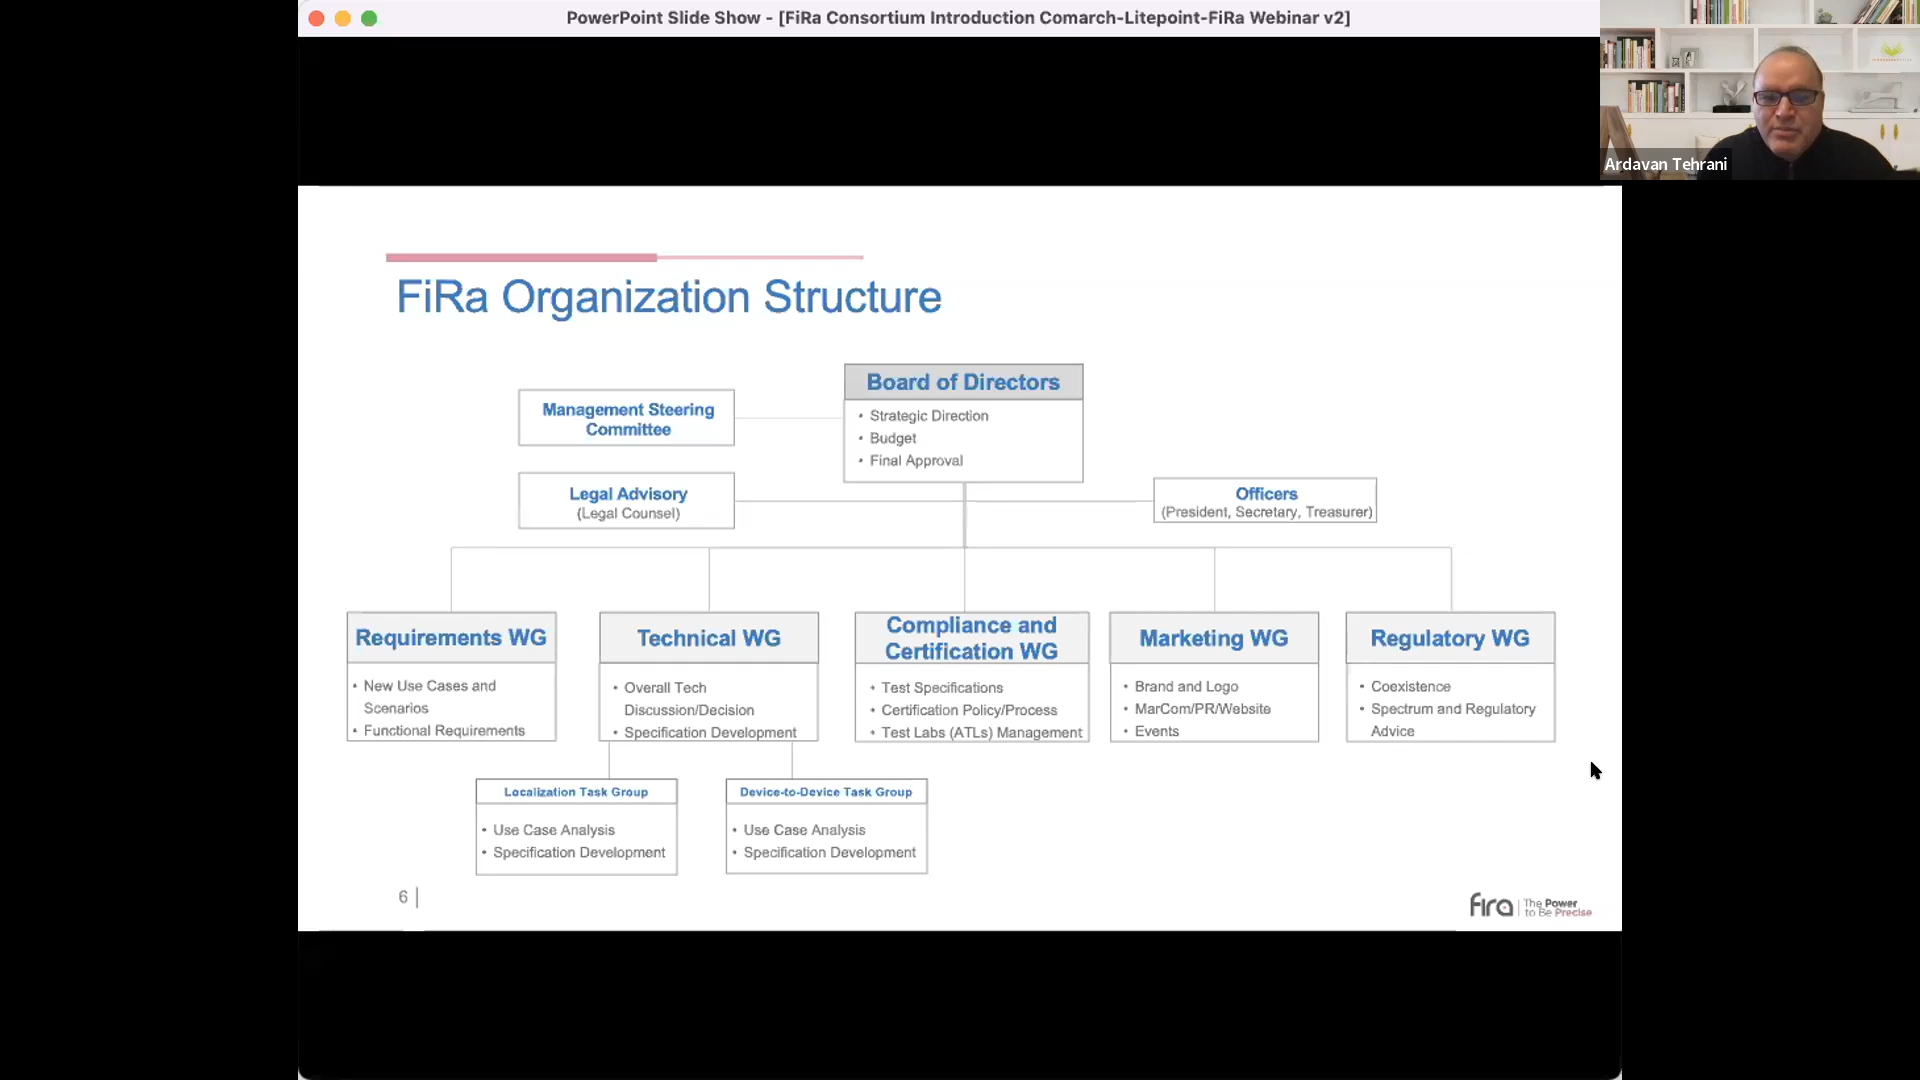 PowerPoint Slide Show - [FiRa Consortium Introduction Comarch-Litepoint-FiRa Webinar v2]
Ardavan Tehrani
FiRa Organization Structure
Board of Directors
• Strategic Direction
• Budget
• Final Approval
Management Steering
Committee
Legal Advisory
(Legal Counsel)
Officers
(President, Secretary, Treasurer)
Requirements WG
• New Use Cases and
Scenarios
• Functional Requirements
Technical WG
• Overall Tech
Discussion/Decision
• Specification Development
Compliance and
Certification WG
• Test Specifications
• Certification Policy/Process
• Test Labs (ATLs) Management
Marketing WG
• Brand and Logo
• MarCom/PR/Website
• Events
Regulatory WG
• Coexistence
• Spectrum and Regulatory
Advice
Localization Task Group
• Use Case Analysis
• Specification Development
Device-to-Device Task Group
• Use Case Analysis
• Specification Development
6
fira
The Power
to Be Precise